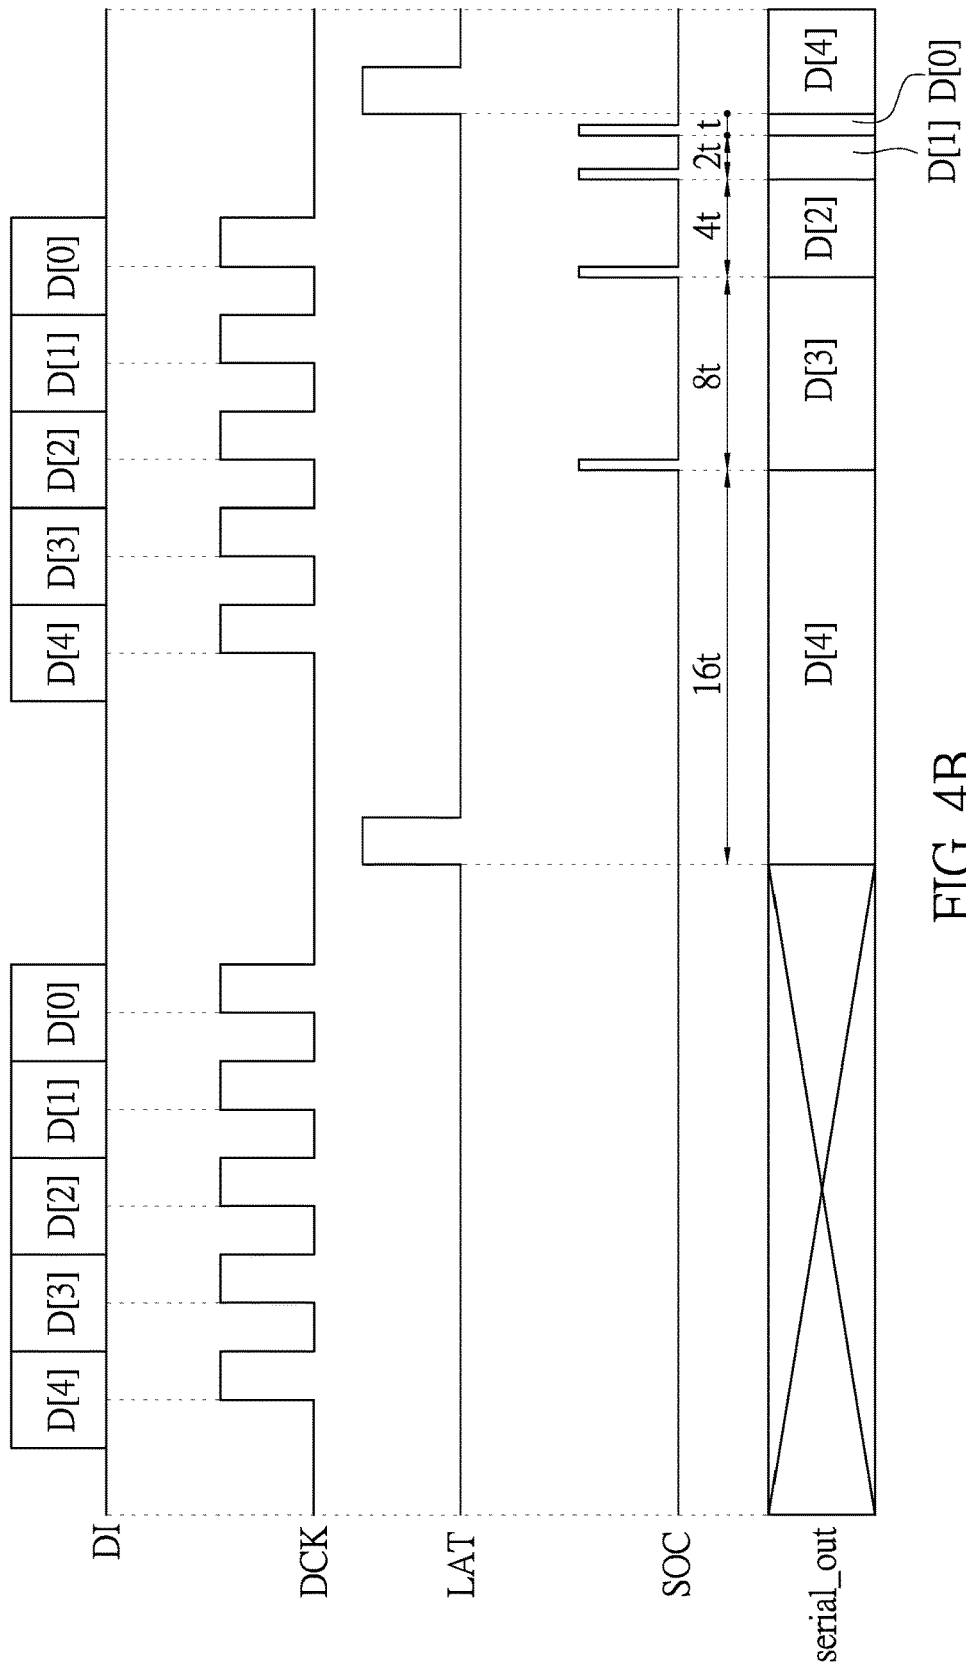 DI
D[4] D[3] D[2] D[1] D[0] D[4] D[3] D[2] D[1] D[0]
DCK
LAT
SOC
16t 8t 4t 2t t
serial_out
D[4] D[3] D[2] D[4]
D[1] D[0]
FIG. 4B